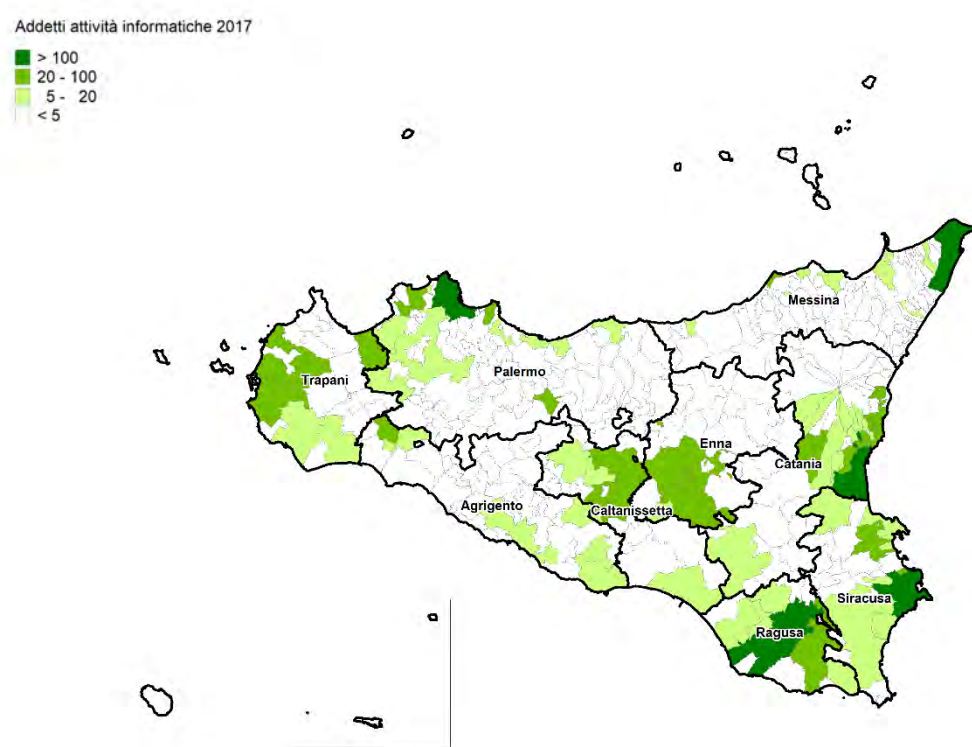 Addetti attività informatiche 2017
> 100
20 - 100
5 - 20
< 5
Messina
Palermo
Trapani
Enna
Catania
Agrigento
Caltanissetta
Siracusa
Ragusa